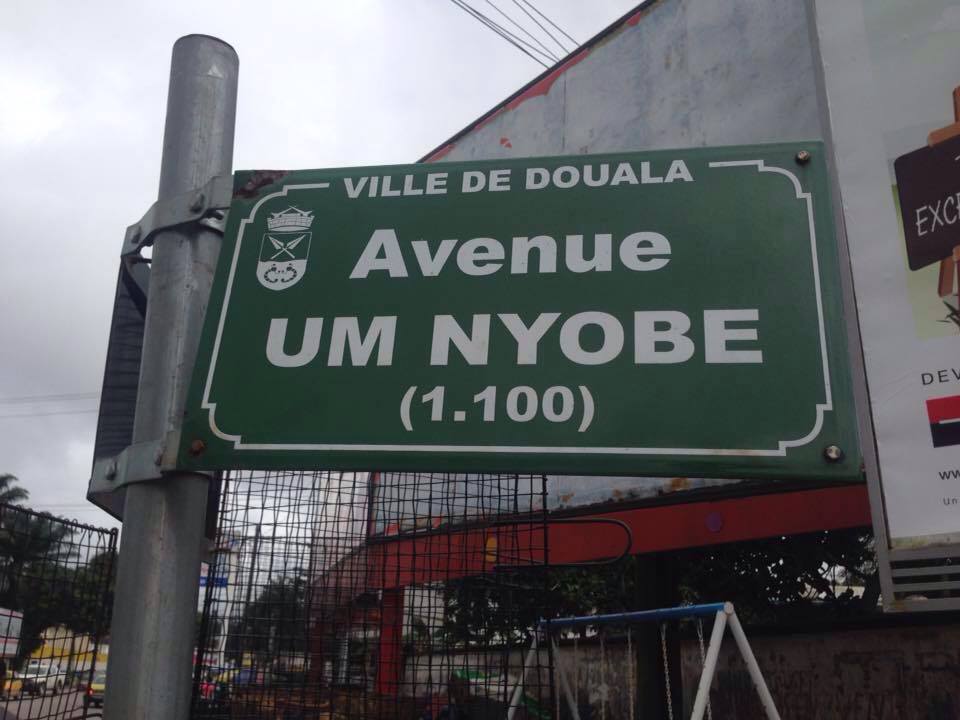 VILLE DE DOUALA
Avenue
UM NYOBE
(1.100)